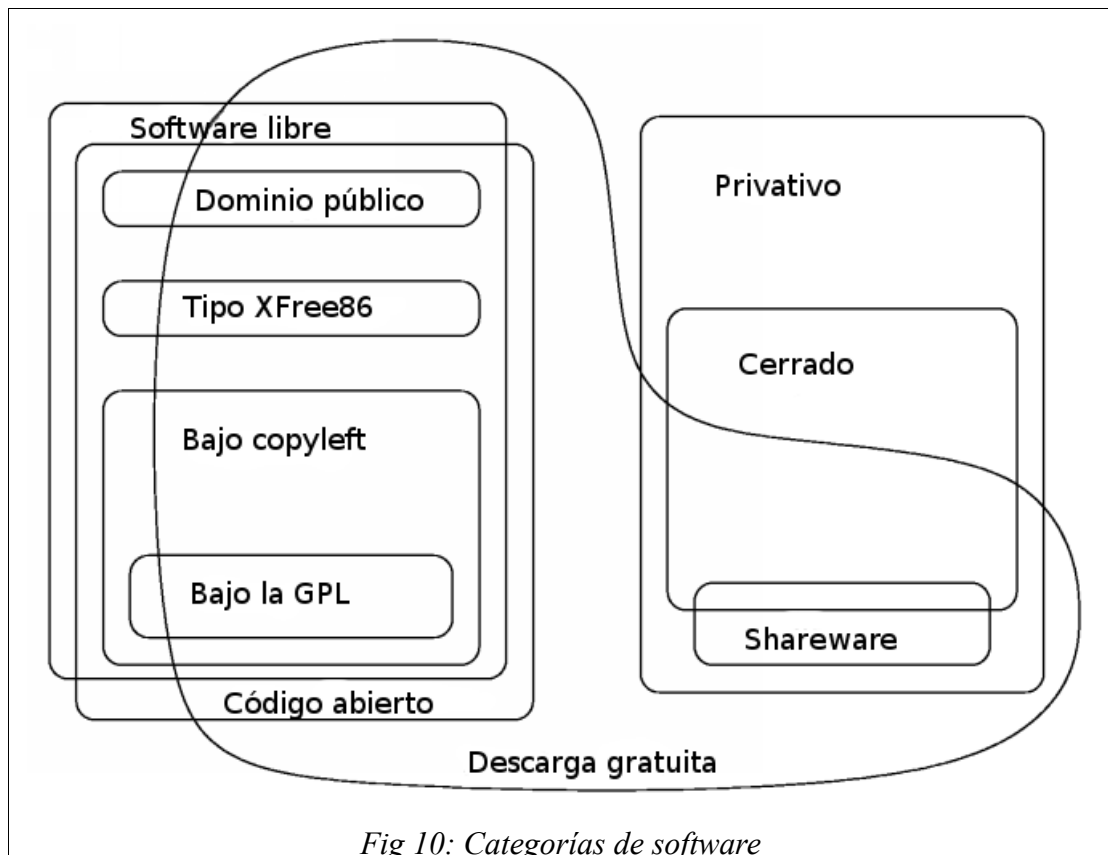 Software libre
Dominio público
Tipo XFree86
Bajo copyleft
Bajo la GPL
Código abierto
Privativo
Cerrado
Shareware
Descarga gratuita
Fig 10: Categorías de software